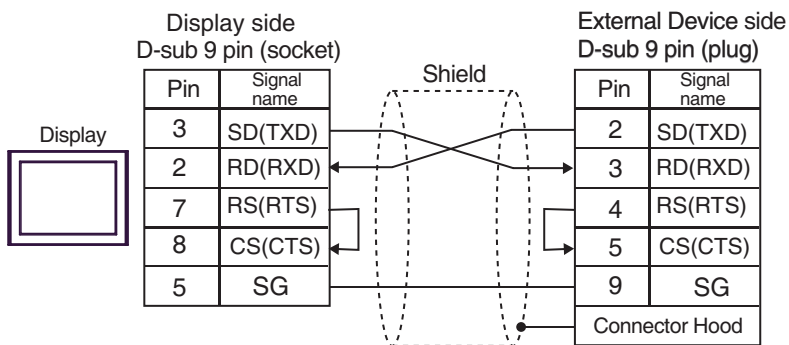 Display side
D-sub 9 pin (socket)
External Device side
D-sub 9 pin (plug)
Shield
Display
Pin Signal name
3 SD(TXD)
2 RD(RXD)
7 RS(RTS)
8 CS(CTS)
5 SG
Pin Signal name
2 SD(TXD)
3 RD(RXD)
4 RS(RTS)
5 CS(CTS)
9 SG
Connector Hood